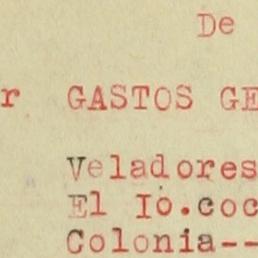 De
r GASTOS GE
Veladores
El Io.coc
Colonia--